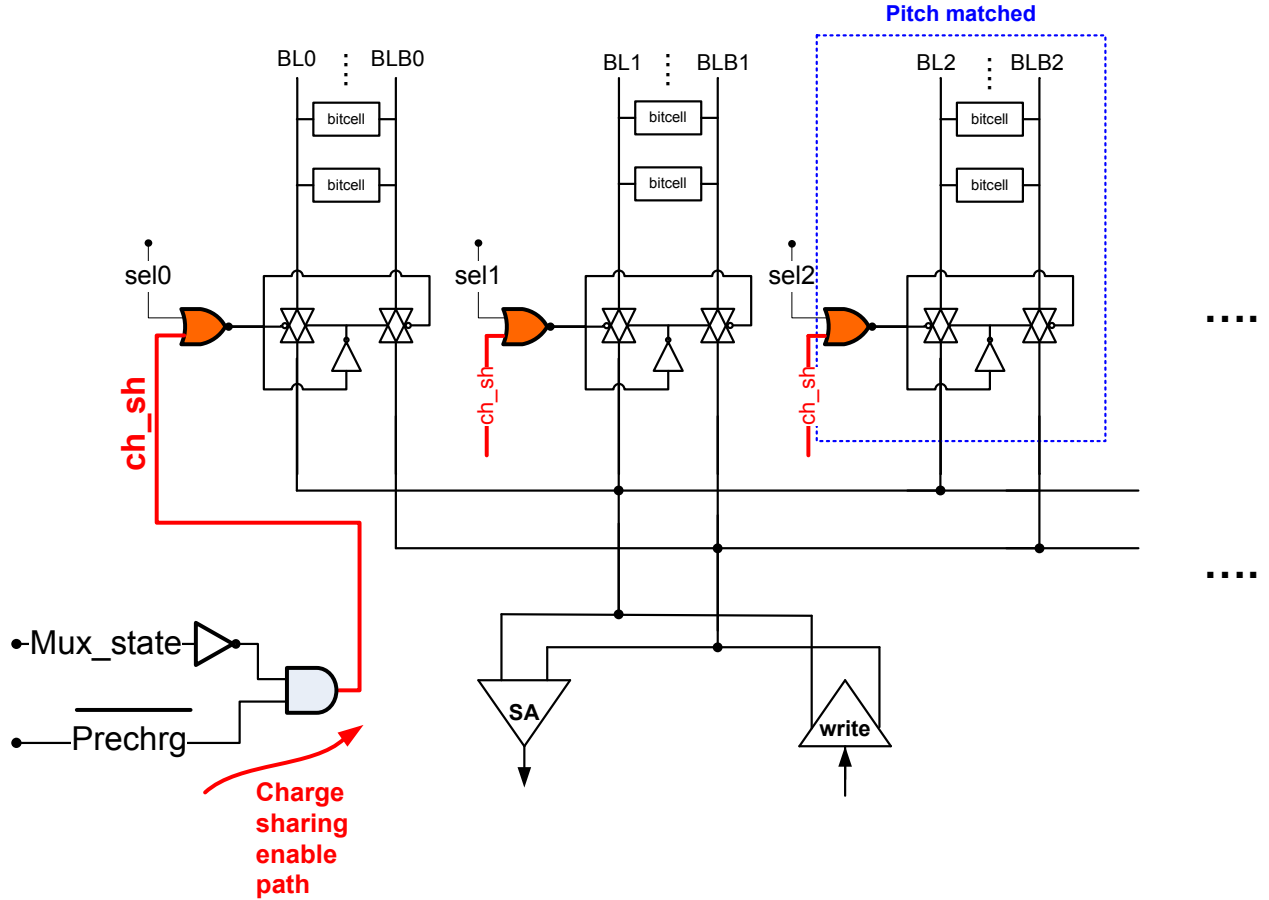 Pitch matched
BL0 BLB0 BL1 BLB1 BL2 BLB2
bitcell bitcell bitcell
bitcell bitcell bitcell
sel0 sel1 sel2
....
ch_sh ch_sh ch_sh
....
Mux_state
Prechrg
SA write
Charge
sharing
enable
path